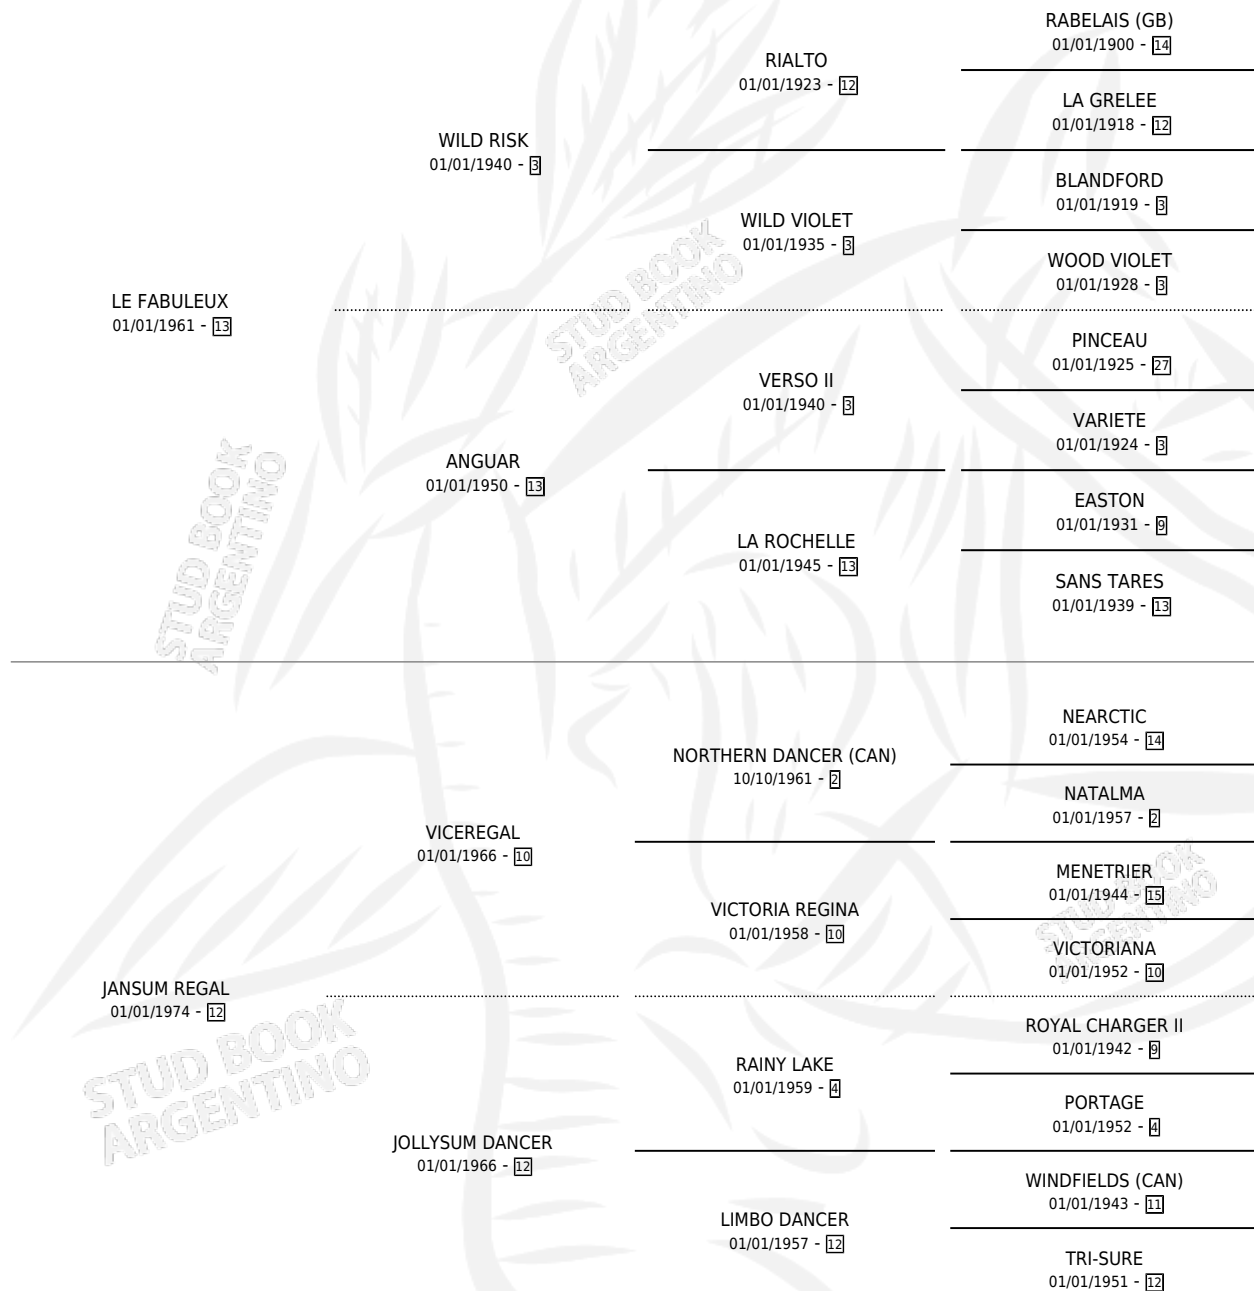 LE FABULEUX
01/01/1961 - 13
WILD RISK
01/01/1940 - 3
ANGUAR
01/01/1950 - 13
RIALTO
01/01/1923 - 12
WILD VIOLET
01/01/1935 - 3
VERSO II
01/01/1940 - 3
LA ROCHELLE
01/01/1945 - 13
RABELAIS (GB)
01/01/1900 - 14
LA GRELEE
01/01/1918 - 12
BLANDFORD
01/01/1919 - 3
WOOD VIOLET
01/01/1928 - 3
PINCEAU
01/01/1925 - 27
VARIETE
01/01/1924 - 3
EASTON
01/01/1931 - 9
SANS TARES
01/01/1939 - 13
JANSUM REGAL
01/01/1974 - 12
VICEREGAL
01/01/1966 - 10
JOLLYSUM DANCER
01/01/1966 - 12
NORTHERN DANCER (CAN)
10/10/1961 - 2
VICTORIA REGINA
01/01/1958 - 10
RAINY LAKE
01/01/1959 - 4
LIMBO DANCER
01/01/1957 - 12
NEARCTIC
01/01/1954 - 14
NATALMA
01/01/1957 - 2
MENETRIER
01/01/1944 - 15
VICTORIANA
01/01/1952 - 10
ROYAL CHARGER II
01/01/1942 - 9
PORTAGE
01/01/1952 - 4
WINDFIELDS (CAN)
01/01/1943 - 11
TRI-SURE
01/01/1951 - 12
STUD BOOK
ARGENTINO
STUD BOOK
ARGENTINO
STUD BOOK
ARGENTINO
STUD BOOK
ARGENTINO